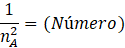 1/n_A^2 = (Número)